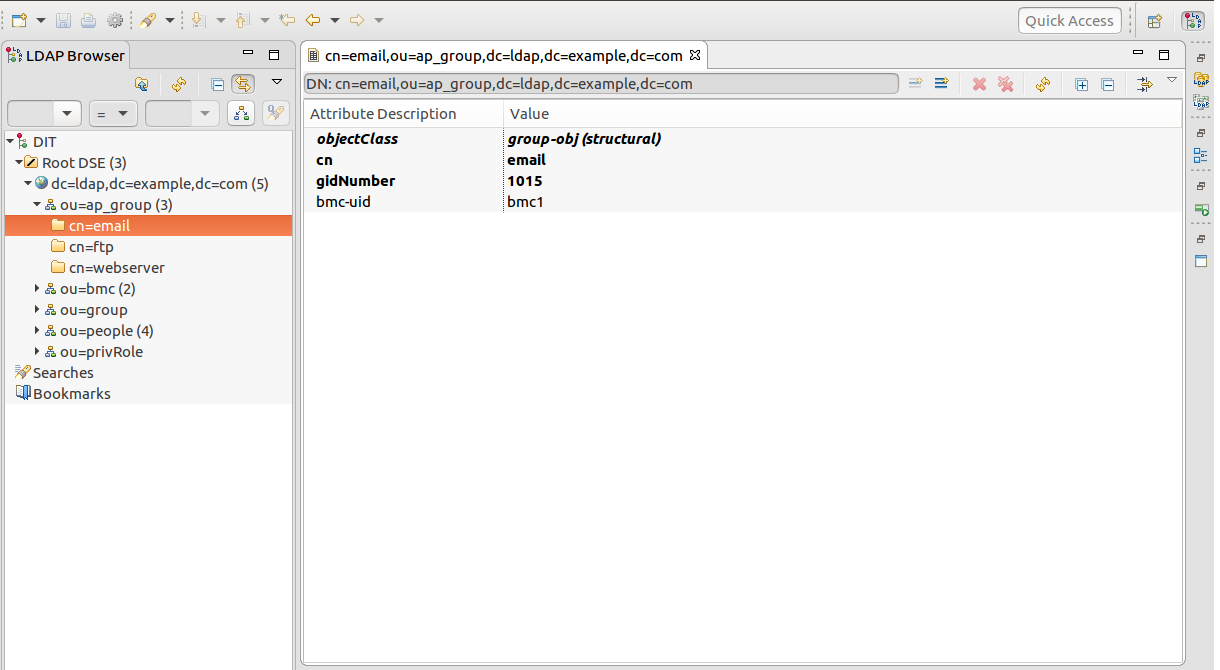 Quick Access
LDAP Browser
cn=email,ou=ap_group,dc=ldap,dc=example,dc=com
DN: cn=email,ou=ap_group,dc=ldap,dc=example,dc=com
=
Attribute Description Value
DIT
Root DSE (3)
dc=ldap,dc=example,dc=com (5)
ou=ap_group (3)
cn=email
cn=ftp
cn=webserver
ou=bmc (2)
ou=group
ou=people (4)
ou=privRole
Searches
Bookmarks
objectClass group-obj (structural)
cn email
gidNumber 1015
bmc-uid bmc1
LDAP
LDAP